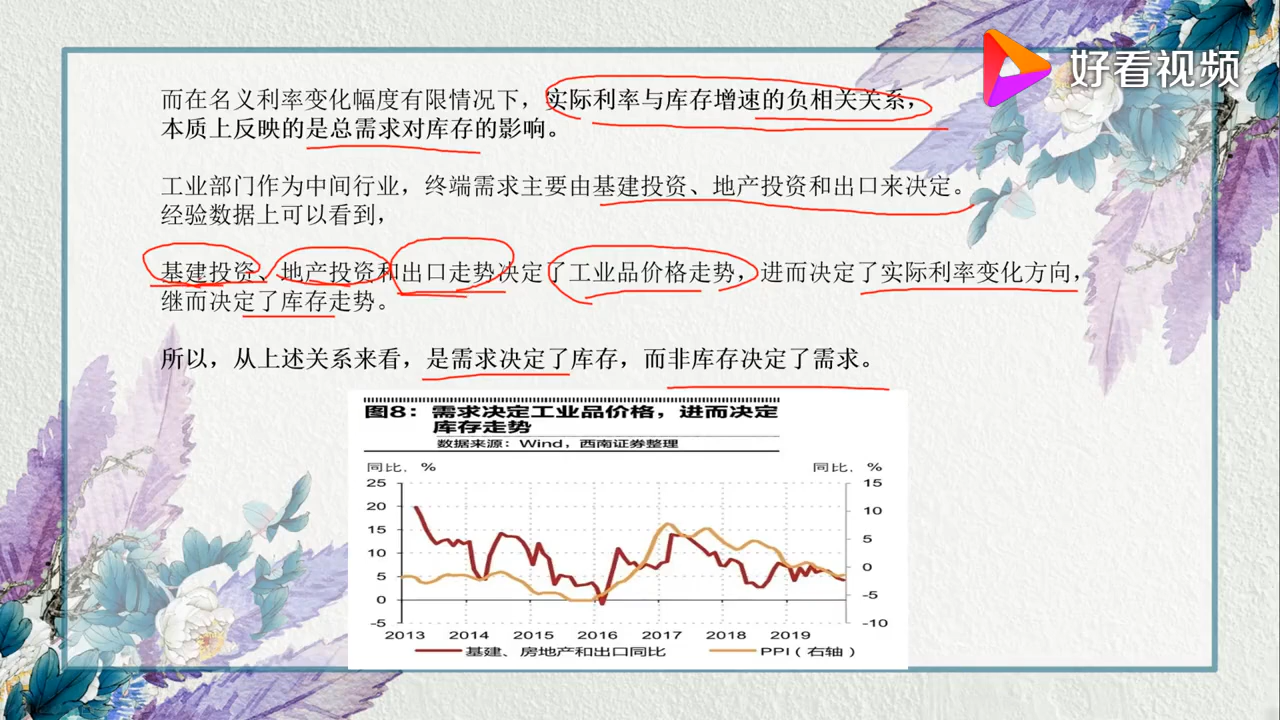 好看视频
而在名义利率变化幅度有限情况下，实际利率与库存增速的负相关关系，
本质上反映的是总需求对库存的影响。
工业部门作为中间行业，终端需求主要由基建投资、地产投资和出口来决定。
经验数据上可以看到，
基建投资、地产投资和出口走势决定了工业品价格走势，进而决定了实际利率变化方向，
继而决定了库存走势。
所以，从上述关系来看，是需求决定了库存，而非库存决定了需求。
图8：需求决定工业品价格，进而决定
库存走势
数据来源：Wind，西南证券整理
同比，% 同比，%
25 15
20 10
15 5
10 0
5 -5
0 -10
-5
2013 2014 2015 2016 2017 2018 2019
基建、房地产和出口同比 PPI（右轴）